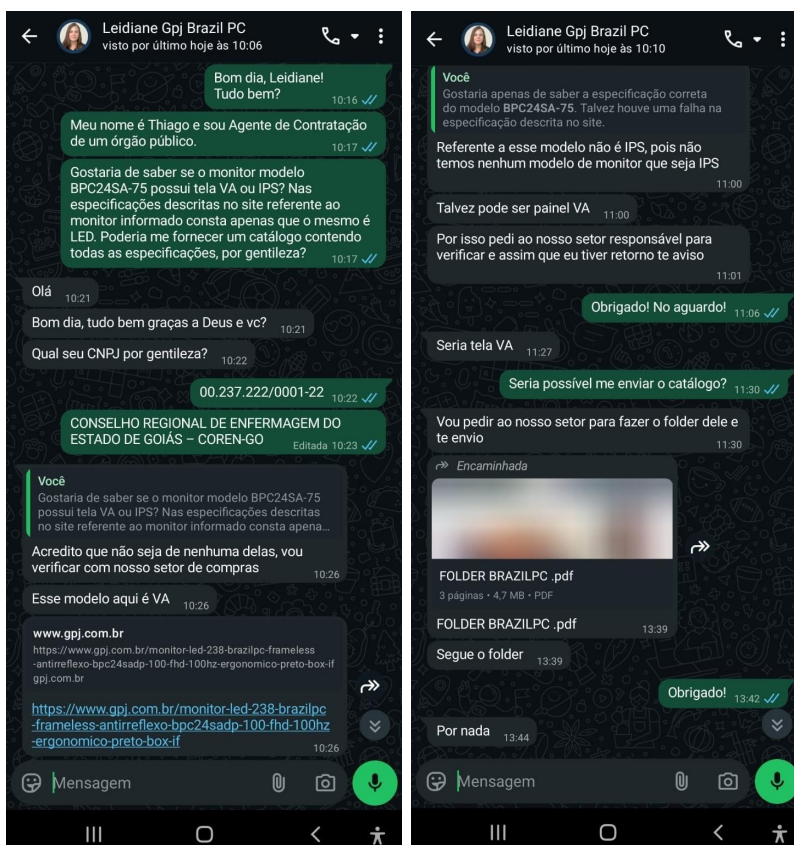 Leidiane Gpj Brazil PC
visto por último hoje às 10:06
Bom dia, Leidiane!
Tudo bem?
10:16
Meu nome é Thiago e sou Agente de Contratação
de um órgão público.
10:17
Gostaria de saber se o monitor modelo
BPC24SA-75 possui tela VA ou IPS? Nas
especificações descritas no site referente ao
monitor informado consta apenas que o mesmo é
LED. Poderia me fornecer um catálogo contendo
todas as especificações, por gentileza?
10:17
Olá
10:21
Bom dia, tudo bem graças a Deus e vc?
10:21
Qual seu CNPJ por gentileza?
10:22
00.237.222/0001-22
10:22
CONSELHO REGIONAL DE ENFERMAGEM DO
ESTADO DE GOIÁS – COREN-GO
Editada 10:23
Você
Gostaria de saber se o monitor modelo BPC24SA-75
possui tela VA ou IPS? Nas especificações descritas
no site referente ao monitor informado consta apena...
Acredito que não seja de nenhuma delas, vou
verificar com nosso setor de compras
10:26
Esse modelo aqui é VA
10:26
www.gpj.com.br
https://www.gpj.com.br/monitor-led-238-brazilpc-frameless
-antirreflexo-bpc24sadp-100-fhd-100hz-ergonomico-preto-box-if
gpj.com.br
https://www.gpj.com.br/monitor-led-238-brazilpc
-frameless-antirreflexo-bpc24sadp-100-fhd-100hz
-ergonomico-preto-box-if
10:26
Mensagem
Leidiane Gpj Brazil PC
visto por último hoje às 10:10
Você
Gostaria apenas de saber a especificação correta
do modelo BPC24SA-75. Talvez houve uma falha na
especificação descrita no site.
Referente a esse modelo não é IPS, pois não
temos nenhum modelo de monitor que seja IPS
11:00
Talvez pode ser painel VA
11:00
Por isso pedi ao nosso setor responsável para
verificar e assim que eu tiver retorno te aviso
11:01
Obrigado! No aguardo!
11:06
Seria tela VA
11:27
Seria possível me enviar o catálogo?
11:30
Vou pedir ao nosso setor para fazer o folder dele e
te envio
11:30
Encaminhada
FOLDER BRAZILPC .pdf
3 páginas • 4,7 MB • PDF
FOLDER BRAZILPC .pdf
13:39
Segue o folder
13:39
Obrigado!
13:42
Por nada
13:44
Mensagem